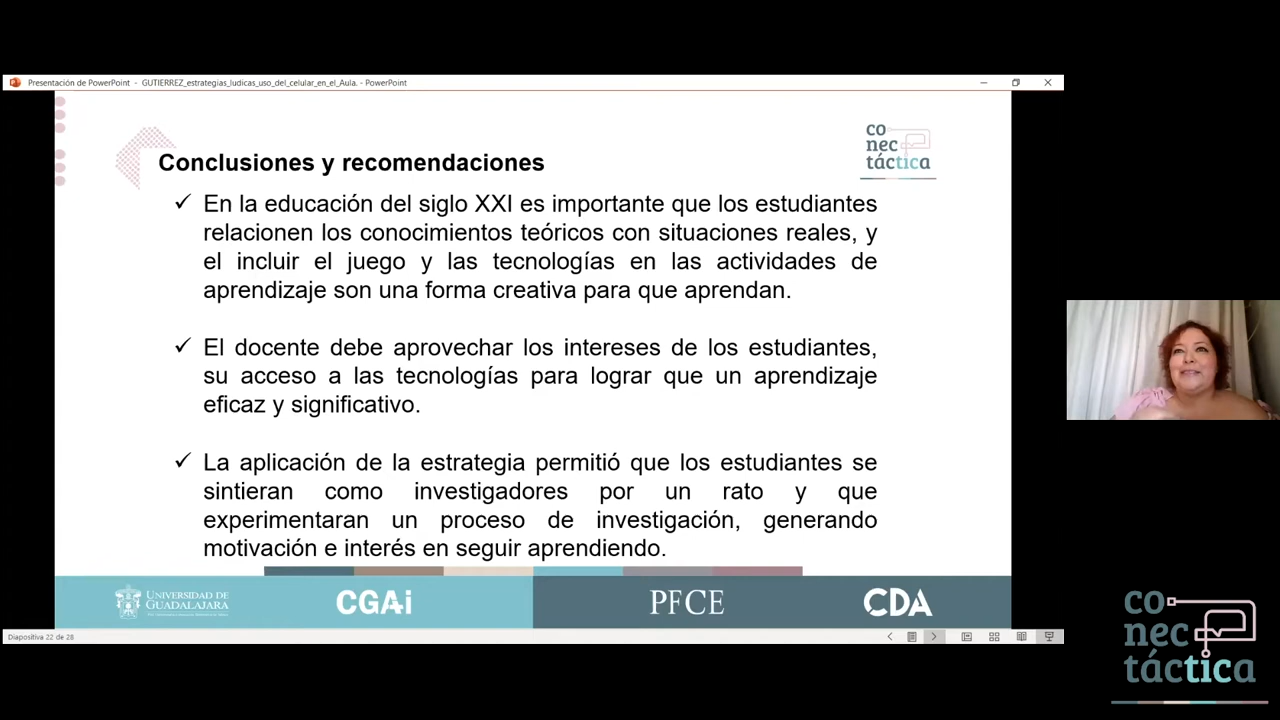 Presentación de PowerPoint - GUTIERREZ_estrategias_ludicas_uso_del_celular_en_el_Aula. - PowerPoint
co
nec
táctica
Conclusiones y recomendaciones
✓ En la educación del siglo XXI es importante que los estudiantes
relacionen los conocimientos teóricos con situaciones reales, y
el incluir el juego y las tecnologías en las actividades de
aprendizaje son una forma creativa para que aprendan.
✓ El docente debe aprovechar los intereses de los estudiantes,
su acceso a las tecnologías para lograr que un aprendizaje
eficaz y significativo.
✓ La aplicación de la estrategia permitió que los estudiantes se
sintieran como investigadores por un rato y que
experimentaran un proceso de investigación, generando
motivación e interés en seguir aprendiendo.
UNIVERSIDAD DE
GUADALAJARA
CGAi
PFCE
CDA
Diapositiva 22 de 28
co
nec
táctica